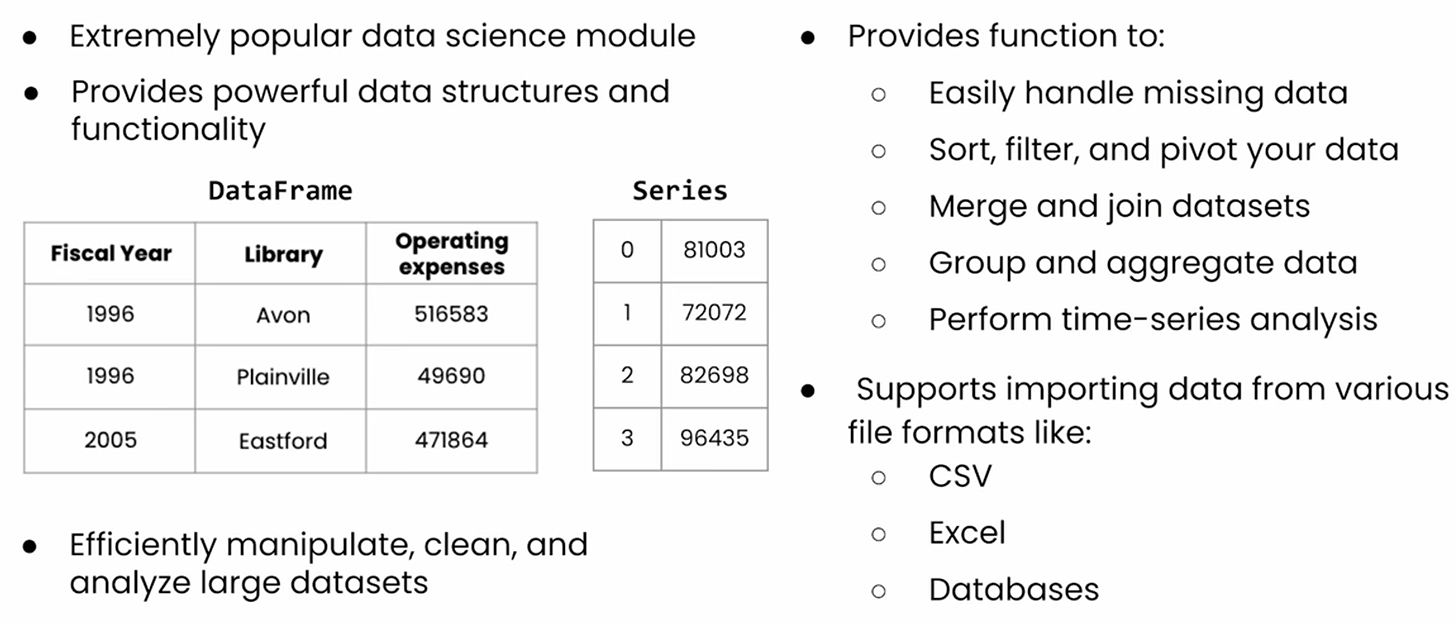 ● Extremely popular data science module
● Provides powerful data structures and
functionality
DataFrame
Fiscal Year Library Operating
expenses
1996 Avon 516583
1996 Plainville 49690
2005 Eastford 471864
Series
0 81003
1 72072
2 82698
3 96435
● Efficiently manipulate, clean, and
analyze large datasets
● Provides function to:
○ Easily handle missing data
○ Sort, filter, and pivot your data
○ Merge and join datasets
○ Group and aggregate data
○ Perform time-series analysis
● Supports importing data from various
file formats like:
○ CSV
○ Excel
○ Databases